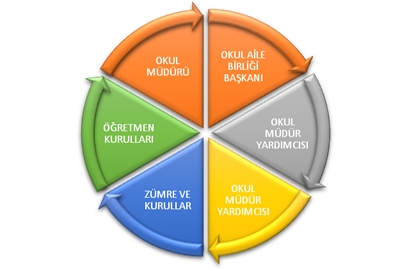 OKUL
MÜDÜRÜ
OKUL AİLE
BİRLİĞİ
BAŞKANI
OKUL
MÜDÜR
YARDIMCISI
OKUL
MÜDÜR
YARDIMCISI
ZÜMRE VE
KURULLAR
ÖĞRETMEN
KURULLARI